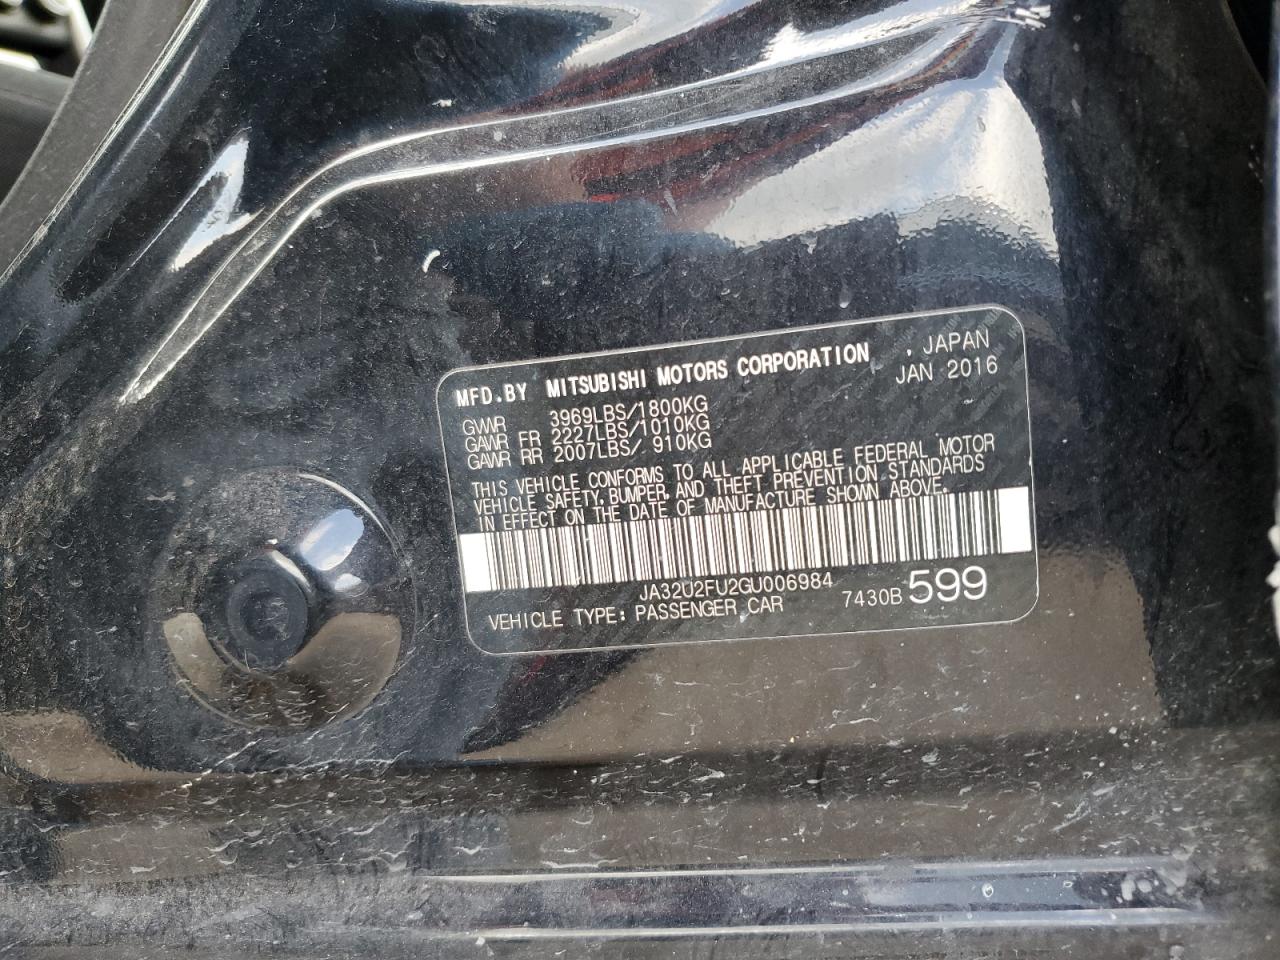 MFD.BY MITSUBISHI MOTORS CORPORATION , JAPAN
JAN 2016
GVWR 3969LBS/1800KG
GAWR FR 2227LBS/1010KG
GAWR RR 2007LBS/ 910KG
THIS VEHICLE CONFORMS TO ALL APPLICABLE FEDERAL MOTOR
VEHICLE SAFETY, BUMPER, AND THEFT PREVENTION STANDARDS
IN EFFECT ON THE DATE OF MANUFACTURE SHOWN ABOVE.
JA32U2FU2GU006984
VEHICLE TYPE: PASSENGER CAR 7430B599